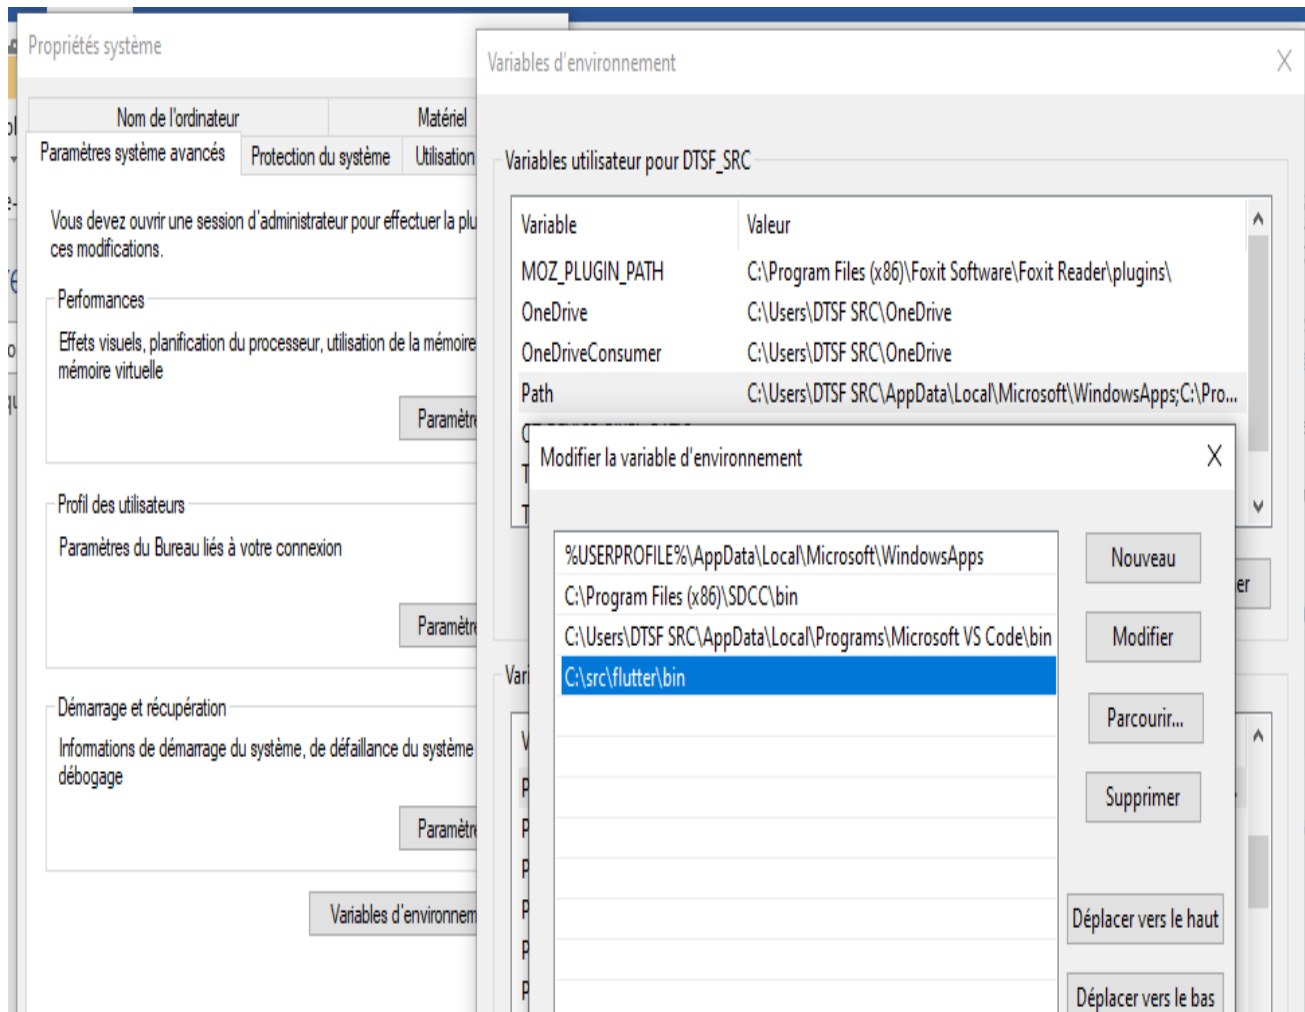 Propriétés système
Nom de l'ordinateur
Matériel
Paramètres système avancés
Protection du système
Utilisation
Vous devez ouvrir une session d'administrateur pour effectuer la plu
ces modifications.
Performances
Effets visuels, planification du processeur, utilisation de la mémoire
mémoire virtuelle
Paramètre
Profil des utilisateurs
Paramètres du Bureau liés à votre connexion
Paramètre
Démarrage et récupération
Informations de démarrage du système, de défaillance du système
débogage
Paramètre
Variables d'environnem
Variables d'environnement
Variables utilisateur pour DTSF_SRC
Variable Valeur
MOZ_PLUGIN_PATH C:\Program Files (x86)\Foxit Software\Foxit Reader\plugins\
OneDrive C:\Users\DTSF SRC\OneDrive
OneDriveConsumer C:\Users\DTSF SRC\OneDrive
Path C:\Users\DTSF SRC\AppData\Local\Microsoft\WindowsApps;C:\Pro...
er
Vari
Modifier la variable d'environnement
%USERPROFILE%\AppData\Local\Microsoft\WindowsApps
C:\Program Files (x86)\SDCC\bin
C:\Users\DTSF SRC\AppData\Local\Programs\Microsoft VS Code\bin
C:\src\flutter\bin
Nouveau
Modifier
Parcourir...
Supprimer
Déplacer vers le haut
Déplacer vers le bas